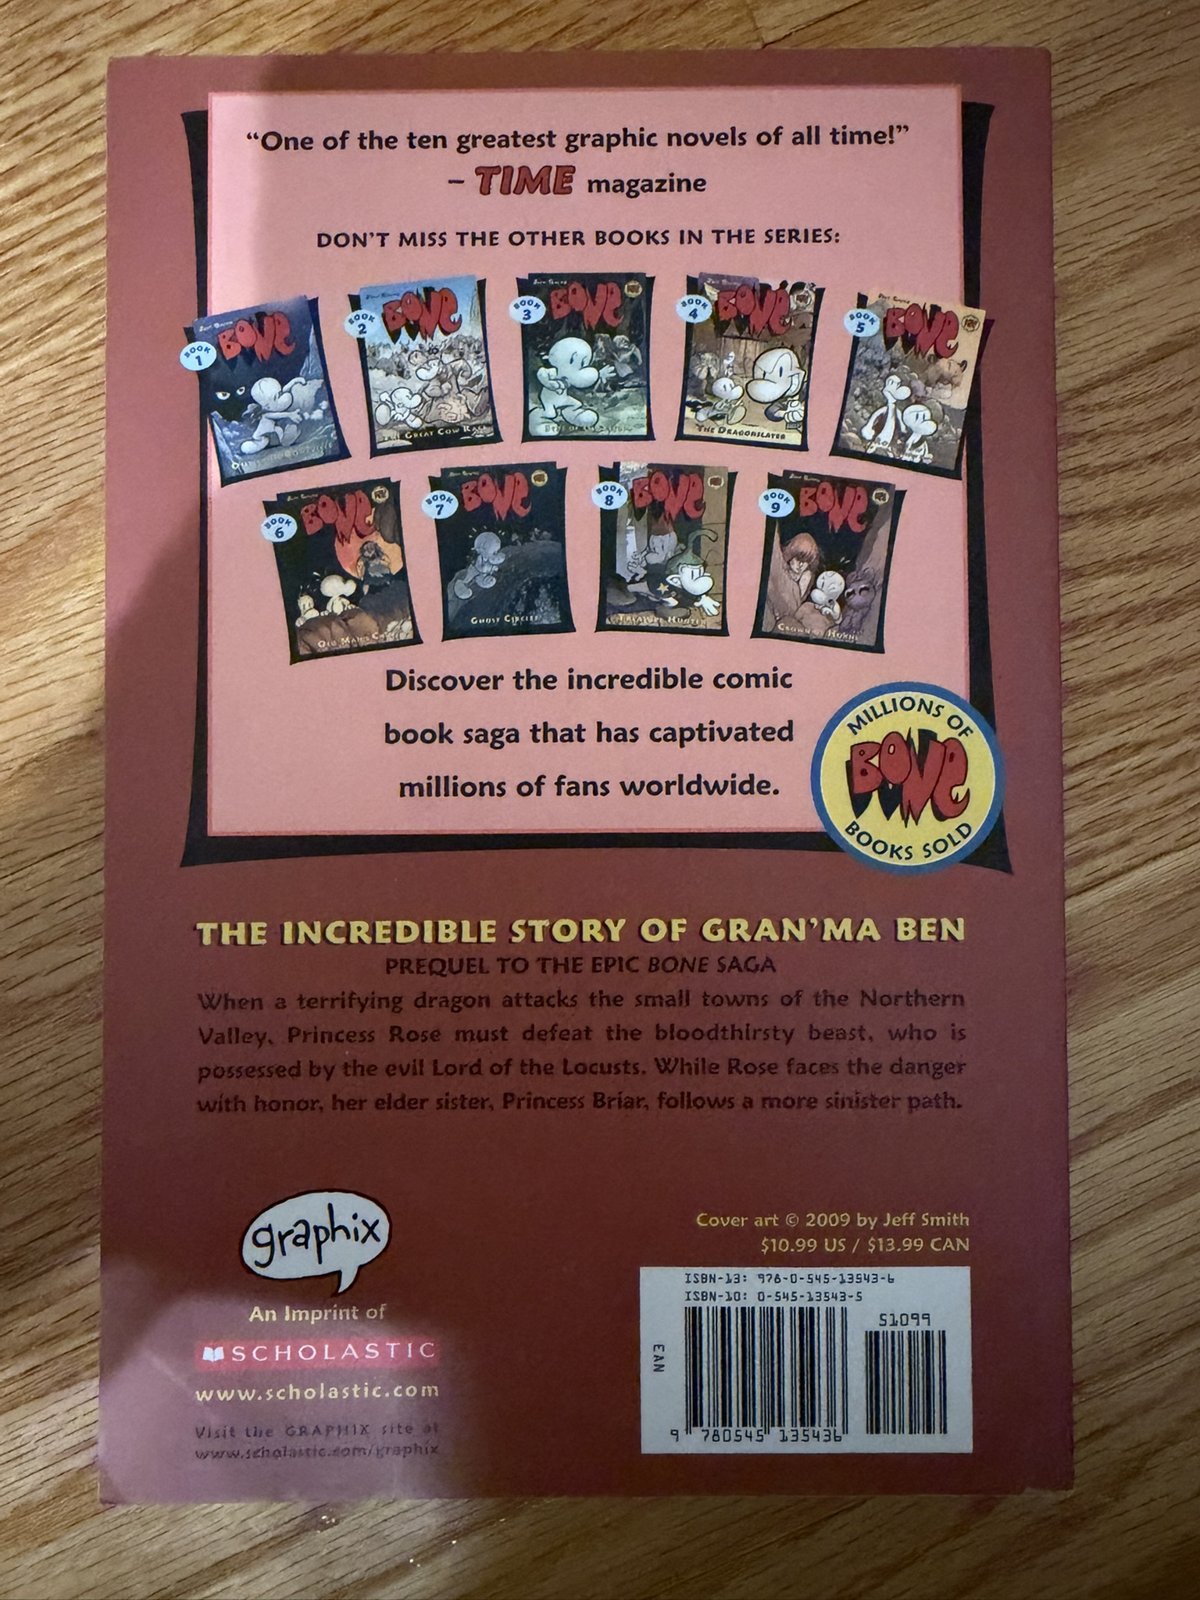 “One of the ten greatest graphic novels of all time!”
– TIME magazine
DON'T MISS THE OTHER BOOKS IN THE SERIES:
BOOK 1
BONE
BOOK 2
BONE
THE GREAT COW RACE
BOOK 3
BONE
BOOK 4
BONE
THE DRAGONSLAYER
BOOK 5
BONE
BOOK 6
BONE
OLD MAN'S
BOOK 7
BONE
GHOST CIRCLES
BOOK 8
BONE
TREASURE HUNTERS
BOOK 9
BONE
CROWN OF HORNS
Discover the incredible comic
book saga that has captivated
millions of fans worldwide.
MILLIONS OF
BONE
BOOKS SOLD
THE INCREDIBLE STORY OF GRAN'MA BEN
PREQUEL TO THE EPIC BONE SAGA
When a terrifying dragon attacks the small towns of the Northern
Valley, Princess Rose must defeat the bloodthirsty beast, who is
possessed by the evil Lord of the Locusts. While Rose faces the danger
with honor, her elder sister, Princess Briar, follows a more sinister path.
graphix
An Imprint of
SCHOLASTIC
www.scholastic.com
Visit the GRAPHIX site at
www.scholastic.com/graphix
Cover art © 2009 by Jeff Smith
$10.99 US / $13.99 CAN
ISBN-13: 978-0-545-13543-6
ISBN-10: 0-545-13543-5
51099
EAN
9 780545 135436